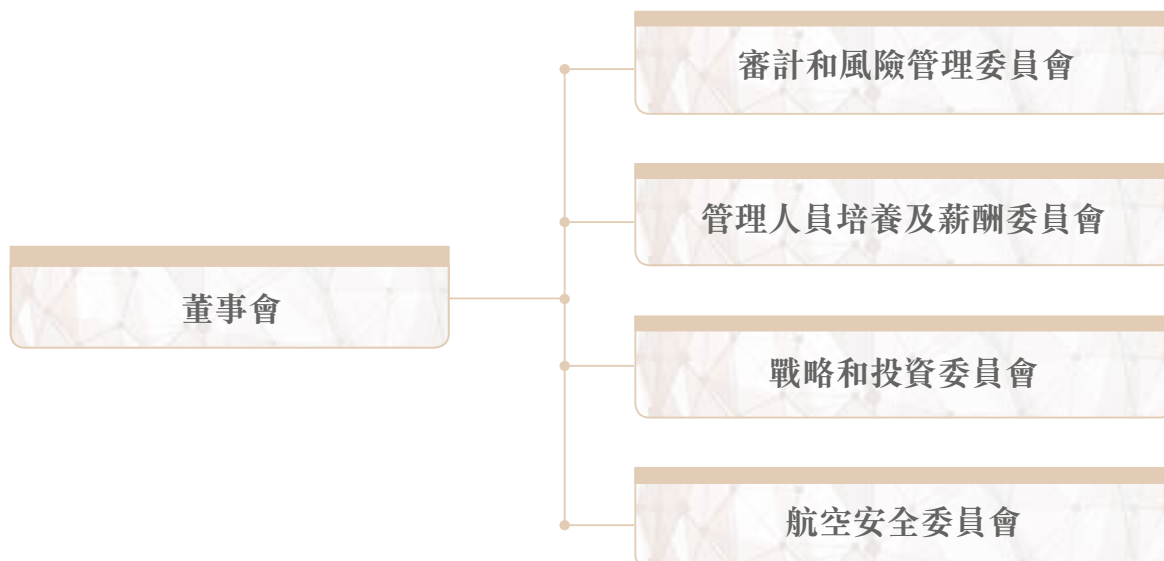 審計和風險管理委員會
管理人員培養及薪酬委員會
董事會
戰略和投資委員會
航空安全委員會